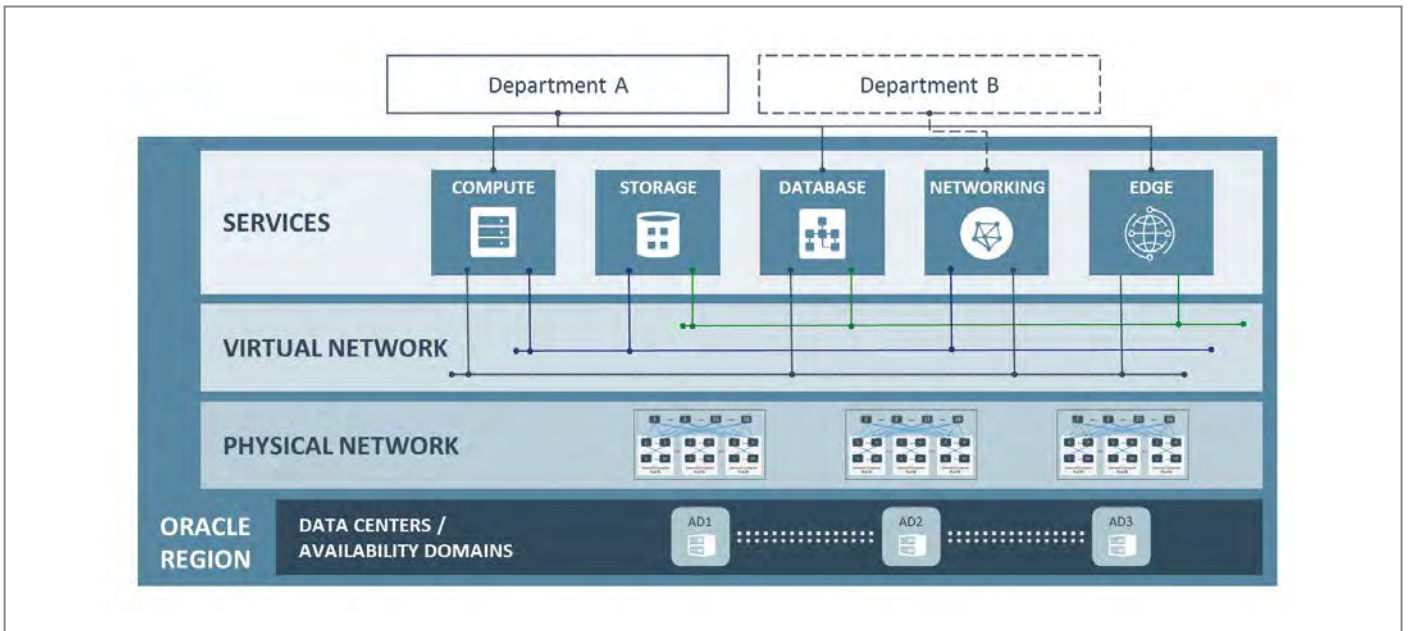 Department A
Department B
SERVICES
COMPUTE
STORAGE
DATABASE
NETWORKING
EDGE
VIRTUAL NETWORK
PHYSICAL NETWORK
ORACLE
REGION
DATA CENTERS /
AVAILABILITY DOMAINS
AD1
AD2
AD3